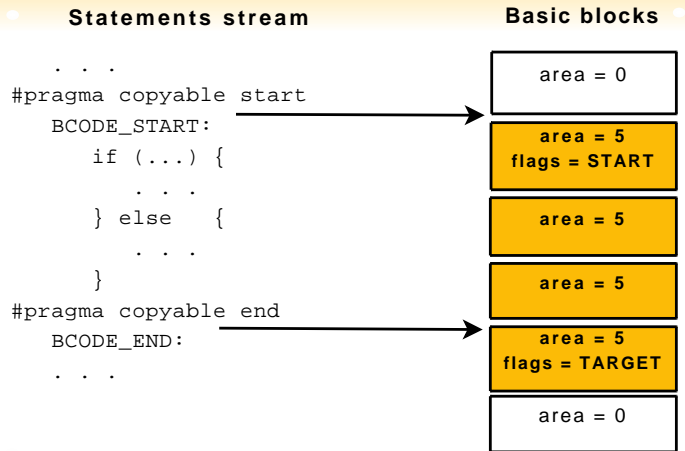 Statements stream
Basic blocks
. . .
#pragma copyable start
BCODE_START:
if (...) {
. . .
} else {
. . .
}
#pragma copyable end
BCODE_END:
. . .
area = 0
area = 5
flags = START
area = 5
area = 5
area = 5
flags = TARGET
area = 0